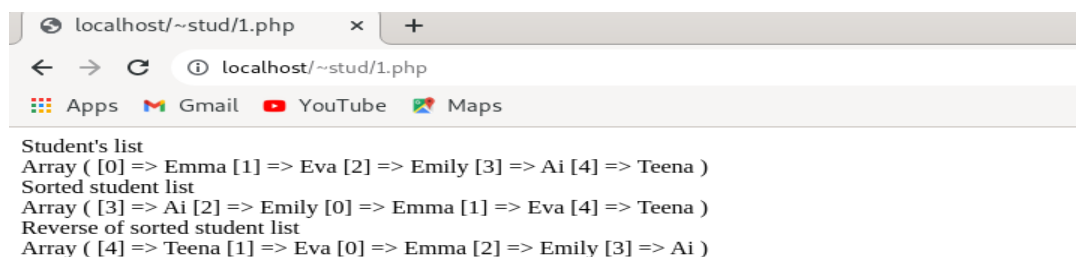 localhost/~stud/1.php × +
localhost/~stud/1.php
Apps Gmail YouTube Maps
Student's list
Array ( [0] => Emma [1] => Eva [2] => Emily [3] => Ai [4] => Teena )
Sorted student list
Array ( [3] => Ai [2] => Emily [0] => Emma [1] => Eva [4] => Teena )
Reverse of sorted student list
Array ( [4] => Teena [1] => Eva [0] => Emma [2] => Emily [3] => Ai )